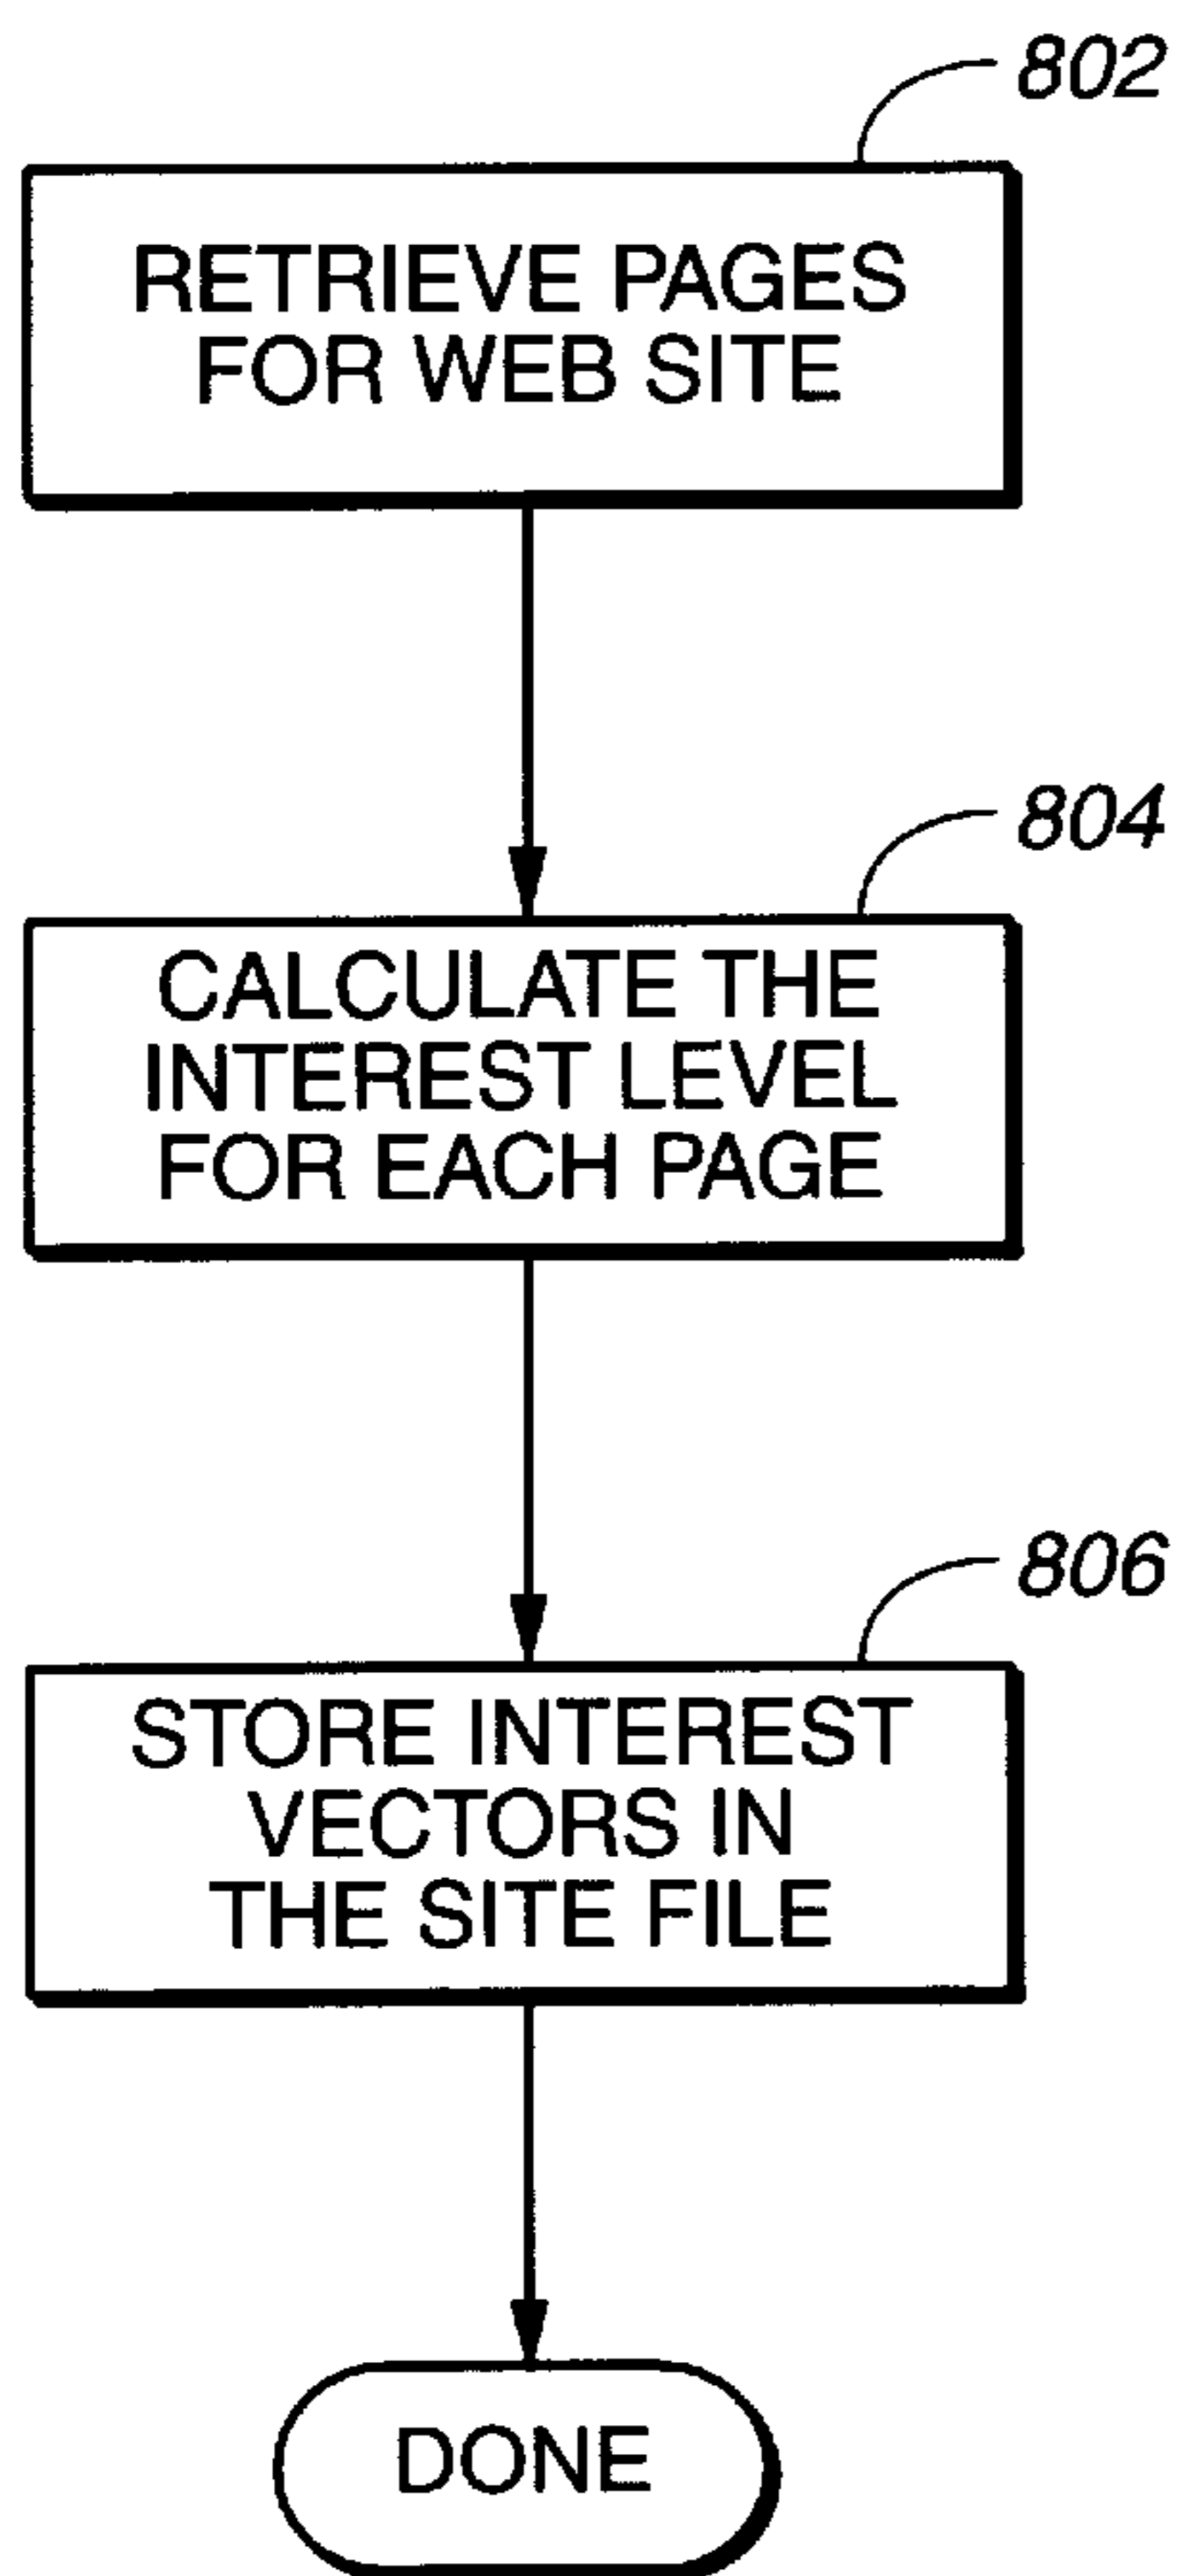 802
RETRIEVE PAGES
FOR WEB SITE
804
CALCULATE THE
INTEREST LEVEL
FOR EACH PAGE
806
STORE INTEREST
VECTORS IN
THE SITE FILE
DONE